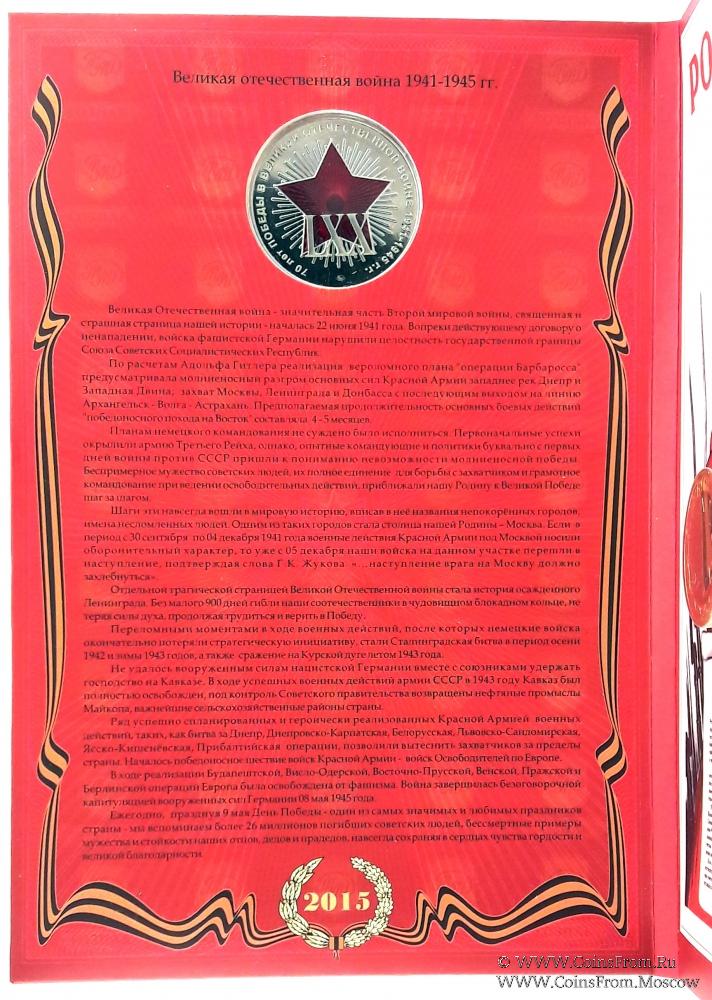 Великая отечественная война 1941-1945 гг.
70 ЛЕТ ПОБЕДЫ В ВЕЛИКОЙ ОТЕЧЕСТВЕННОЙ ВОЙНЕ 1941-1945 г.г.
LXX
Великая Отечественная война - значительная часть Второй мировой войны, священная и
страшная страница нашей истории - началась 22 июня 1941 года. Вопреки действующему договору о
ненападении, войска фашистской Германии нарушили целостность государственной границы
Союза Советских Социалистических Республик.
По расчетам Адольфа Гитлера реализация вероломного плана "операции Барбаросса"
предусматривала молниеносный разгром основных сил Красной Армии западнее рек Днепр и
Западная Двина; захват Москвы, Ленинграда и Донбасса с последующим выходом на линию
Архангельск - Волга - Астрахань. Предполагаемая продолжительность основных боевых действий
"победоносного похода на Восток" составляла 4 - 5 месяцев.
Планам немецкого командования не суждено было исполниться. Первоначальные успехи
окрылили армию Третьего Рейха, однако, опытные командующие и политики буквально с первых
дней войны против СССР пришли к пониманию невозможности молниеносной победы.
Беспримерное мужество советских людей, их полное единение для борьбы с захватчиком и грамотное
командование при ведении освободительных действий, приближали нашу Родину к Великой Победе
шаг за шагом.
Шаги эти навсегда вошли в мировую историю, вписав в неё названия непокорённых городов,
имена несломленных людей. Одним из таких городов стала столица нашей Родины – Москва. Если в
период с 30 сентября по 04 декабря 1941 года военные действия Красной Армии под Москвой носили
оборонительный характер, то уже с 05 декабря наши войска на данном участке перешли в
наступление, подтверждая слова Г.К. Жукова «...наступление врага на Москву должно
захлебнуться».
Отдельной трагической страницей Великой Отечественной войны стала история осажденного
Ленинграда. Без малого 900 дней гибли наши соотечественники в чудовищном блокадном кольце, не
теряя силы духа, продолжая трудиться и верить в Победу.
Переломными моментами в ходе военных действий, после которых немецкие войска
окончательно потеряли стратегическую инициативу, стали Сталинградская битва в период осени
1942 и зимы 1943 годов, а также сражение на Курской дуге летом 1943 года.
Не удалось вооруженным силам нацистской Германии вместе с союзниками удержать
господство на Кавказе. В ходе успешных военных действий армии СССР в 1943 году Кавказ был
полностью освобожден, под контроль Советского правительства возвращены нефтяные промыслы
Майкопа, важнейшие сельскохозяйственные районы страны.
Ряд успешно спланированных и героически реализованных Красной Армией военных
действий, таких, как битва за Днепр, Днепровско-Карпатская, Белорусская, Львовско-Сандомирская,
Ясско-Кишенёвская, Прибалтийская операции, позволили вытеснить захватчиков за пределы
страны. Началось победоносное шествие войск Красной Армии - войск Освободителей по Европе.
В ходе реализации Будапештской, Висло-Одерской, Восточно-Прусской, Венской, Пражской и
Берлинской операции Европа была освобождена от фашизма. Война завершилась безоговорочной
капитуляцией вооруженных сил Германии 08 мая 1945 года.
Ежегодно, празднуя 9 мая День Победы - один из самых значимых и любимых праздников
страны - мы вспоминаем более 26 миллионов погибших советских людей, бессмертные примеры
мужества и стойкости наших отцов, дедов и прадедов, навсегда сохраняя в сердцах чувства гордости и
великой благодарности.
2015
РО
© WWW.CoinsFrom.Ru
WWW.CoinsFrom.Moscow